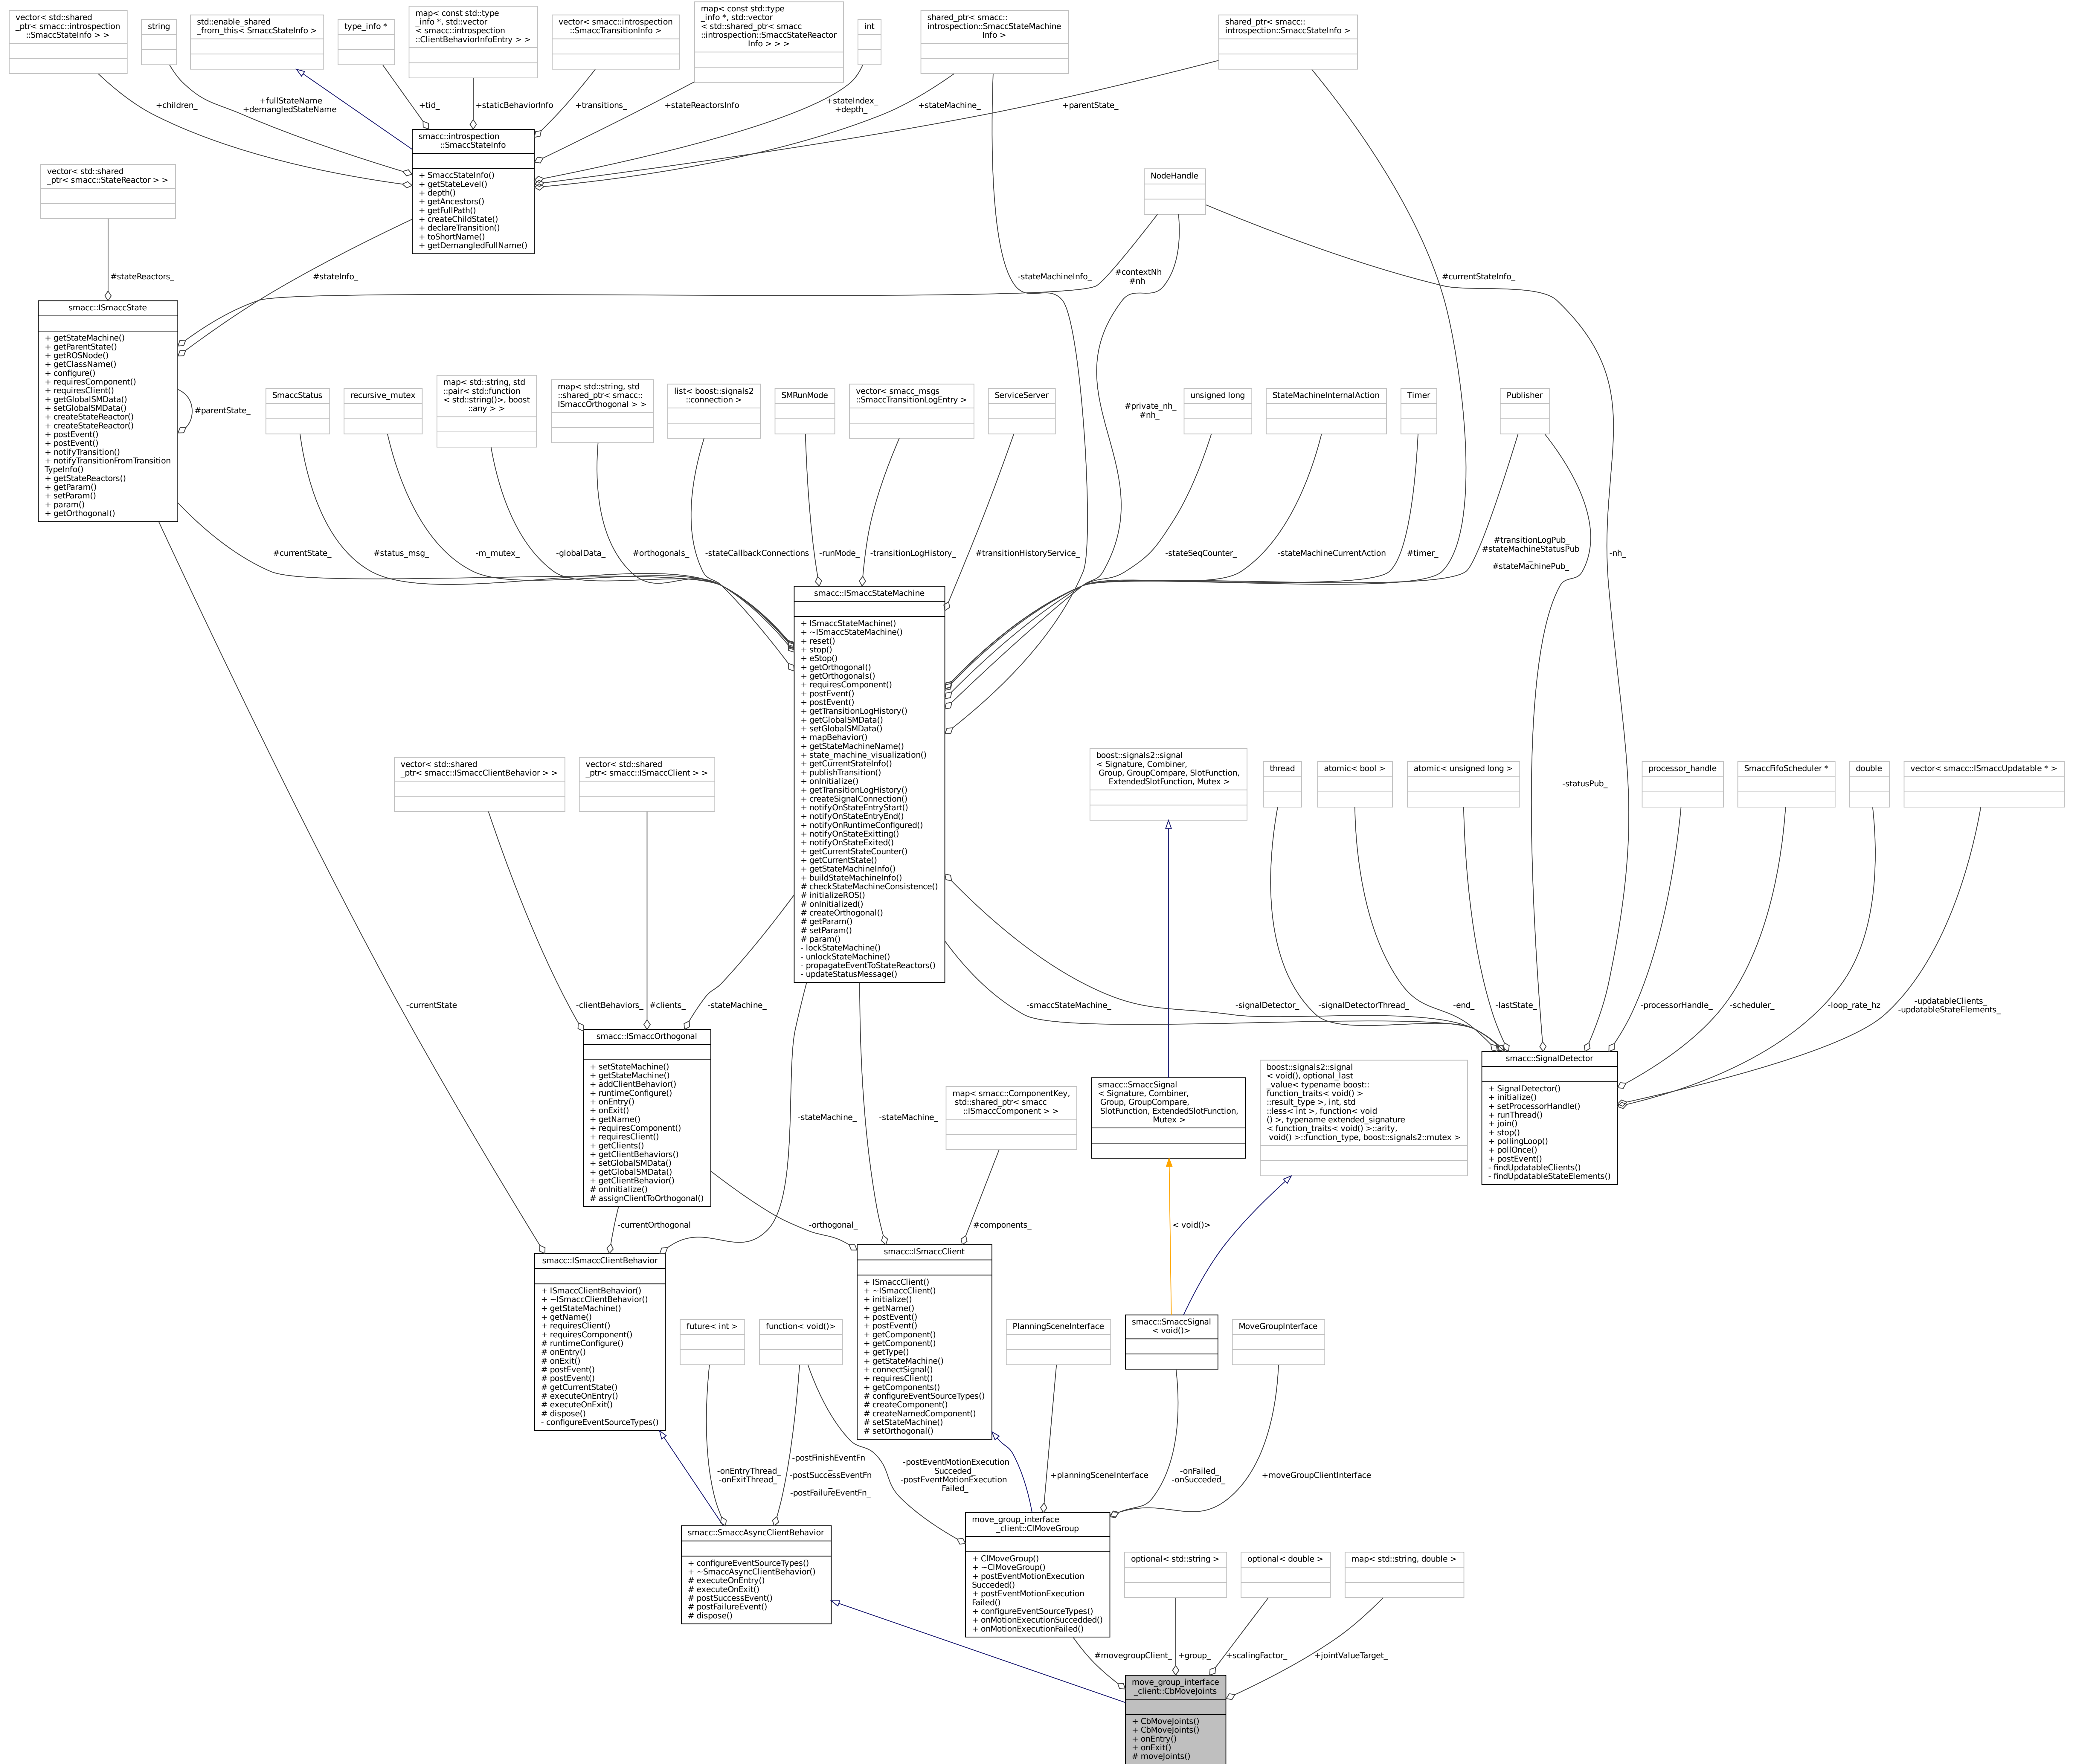 vector< std::shared
_ptr< smacc::introspection
::SmaccStateInfo > >
string
std::enable_shared
_from_this< SmaccStateInfo >
type_info *
map< const std::type
_info *, std::vector
< smacc::introspection
::ClientBehaviorInfoEntry > >
vector< smacc::introspection
::SmaccTransitionInfo >
map< const std::type
_info *, std::vector
< std::shared_ptr< smacc
::introspection::SmaccStateReactor
Info > > >
int
shared_ptr< smacc::
introspection::SmaccStateMachine
Info >
shared_ptr< smacc::
introspection::SmaccStateInfo >
+children_
+fullStateName
+demangledStateName
+tid_
+staticBehaviorInfo
+transitions_
+stateReactorsInfo
+stateIndex_
+depth_
+stateMachine_
+parentState_
smacc::introspection
::SmaccStateInfo
+ SmaccStateInfo()
+ getStateLevel()
+ depth()
+ getAncestors()
+ getFullPath()
+ createChildState()
+ declareTransition()
+ toShortName()
+ getDemangledFullName()
vector< std::shared
_ptr< smacc::StateReactor > >
NodeHandle
#stateReactors_
#stateInfo_
-stateMachineInfo_
#contextNh
#nh
#currentStateInfo_
smacc::ISmaccState
+ getStateMachine()
+ getParentState()
+ getROSNode()
+ getClassName()
+ configure()
+ requiresComponent()
+ requiresClient()
+ getGlobalSMData()
+ setGlobalSMData()
+ createStateReactor()
+ createStateReactor()
+ postEvent()
+ postEvent()
+ notifyTransition()
+ notifyTransitionFromTransition
TypeInfo()
+ getStateReactors()
+ getParam()
+ setParam()
+ param()
+ getOrthogonal()
#parentState_
SmaccStatus
recursive_mutex
map< std::string, std
::pair< std::function
< std::string()>, boost
::any > >
map< std::string, std
::shared_ptr< smacc::
ISmaccOrthogonal > >
list< boost::signals2
::connection >
SMRunMode
vector< smacc_msgs
::SmaccTransitionLogEntry >
ServiceServer
#private_nh_
#nh_
unsigned long
StateMachineInternalAction
Timer
Publisher
#currentState_
#status_msg_
-m_mutex_
-globalData_
#orthogonals_
-stateCallbackConnections
-runMode_
-transitionLogHistory_
#transitionHistoryService_
-stateSeqCounter_
-stateMachineCurrentAction
#timer_
#transitionLogPub_
#stateMachineStatusPub
_
#stateMachinePub_
-nh_
smacc::ISmaccStateMachine
+ ISmaccStateMachine()
+ ~ISmaccStateMachine()
+ reset()
+ stop()
+ eStop()
+ getOrthogonal()
+ getOrthogonals()
+ requiresComponent()
+ postEvent()
+ postEvent()
+ getTransitionLogHistory()
+ getGlobalSMData()
+ setGlobalSMData()
+ mapBehavior()
+ getStateMachineName()
+ state_machine_visualization()
+ getCurrentStateInfo()
+ publishTransition()
+ onInitialize()
+ getTransitionLogHistory()
+ createSignalConnection()
+ notifyOnStateEntryStart()
+ notifyOnStateEntryEnd()
+ notifyOnRuntimeConfigured()
+ notifyOnStateExitting()
+ notifyOnStateExited()
+ getCurrentStateCounter()
+ getCurrentState()
+ getStateMachineInfo()
+ buildStateMachineInfo()
# checkStateMachineConsistence()
# initializeROS()
# onInitialized()
# createOrthogonal()
# getParam()
# setParam()
# param()
- lockStateMachine()
- unlockStateMachine()
- propagateEventToStateReactors()
- updateStatusMessage()
vector< std::shared
_ptr< smacc::ISmaccClientBehavior > >
vector< std::shared
_ptr< smacc::ISmaccClient > >
boost::signals2::signal
< Signature, Combiner,
Group, GroupCompare, SlotFunction,
ExtendedSlotFunction, Mutex >
thread
atomic< bool >
atomic< unsigned long >
-statusPub_
processor_handle
SmaccFifoScheduler *
double
vector< smacc::ISmaccUpdatable * >
-currentState
-clientBehaviors_
#clients_
-stateMachine_
-smaccStateMachine_
-signalDetector_
-signalDetectorThread_
-end_
-lastState_
-processorHandle_
-scheduler_
-loop_rate_hz
-updatableClients_
-updatableStateElements_
smacc::ISmaccOrthogonal
+ setStateMachine()
+ getStateMachine()
+ addClientBehavior()
+ runtimeConfigure()
+ onEntry()
+ onExit()
+ getName()
+ requiresComponent()
+ requiresClient()
+ getClients()
+ getClientBehaviors()
+ setGlobalSMData()
+ getGlobalSMData()
+ getClientBehavior()
# onInitialize()
# assignClientToOrthogonal()
smacc::SignalDetector
+ SignalDetector()
+ initialize()
+ setProcessorHandle()
+ runThread()
+ join()
+ stop()
+ pollingLoop()
+ pollOnce()
+ postEvent()
- findUpdatableClients()
- findUpdatableStateElements()
-stateMachine_
-stateMachine_
map< smacc::ComponentKey,
std::shared_ptr< smacc
::ISmaccComponent > >
smacc::SmaccSignal
< Signature, Combiner,
Group, GroupCompare,
SlotFunction, ExtendedSlotFunction,
Mutex >
boost::signals2::signal
< void(), optional_last
_value< typename boost::
function_traits< void() >
::result_type >, int, std
::less< int >, function< void
() >, typename extended_signature
< function_traits< void() >::arity,
void() >::function_type, boost::signals2::mutex >
-currentOrthogonal
-orthogonal_
#components_
< void()>
smacc::ISmaccClientBehavior
+ ISmaccClientBehavior()
+ ~ISmaccClientBehavior()
+ getStateMachine()
+ getName()
+ requiresClient()
+ requiresComponent()
# runtimeConfigure()
# onEntry()
# onExit()
# postEvent()
# postEvent()
# getCurrentState()
# executeOnEntry()
# executeOnExit()
# dispose()
- configureEventSourceTypes()
smacc::ISmaccClient
+ ISmaccClient()
+ ~ISmaccClient()
+ initialize()
+ getName()
+ postEvent()
+ postEvent()
+ getComponent()
+ getComponent()
+ getType()
+ getStateMachine()
+ connectSignal()
+ requiresClient()
+ getComponents()
# configureEventSourceTypes()
# createComponent()
# createNamedComponent()
# setStateMachine()
# setOrthogonal()
future< int >
function< void()>
PlanningSceneInterface
smacc::SmaccSignal
< void()>
MoveGroupInterface
-onEntryThread_
-onExitThread_
-postFinishEventFn
_
-postSuccessEventFn
_
-postFailureEventFn_
-postEventMotionExecution
Succeded_
-postEventMotionExecution
Failed_
+planningSceneInterface
-onFailed_
-onSucceded_
+moveGroupClientInterface
smacc::SmaccAsyncClientBehavior
+ configureEventSourceTypes()
+ ~SmaccAsyncClientBehavior()
# executeOnEntry()
# executeOnExit()
# postSuccessEvent()
# postFailureEvent()
# dispose()
move_group_interface
_client::ClMoveGroup
+ ClMoveGroup()
+ ~ClMoveGroup()
+ postEventMotionExecution
Succeded()
+ postEventMotionExecution
Failed()
+ configureEventSourceTypes()
+ onMotionExecutionSuccedded()
+ onMotionExecutionFailed()
optional< std::string >
optional< double >
map< std::string, double >
#movegroupClient_
+group_
+scalingFactor_
+jointValueTarget_
move_group_interface
_client::CbMoveJoints
+ CbMoveJoints()
+ CbMoveJoints()
+ onEntry()
+ onExit()
# moveJoints()